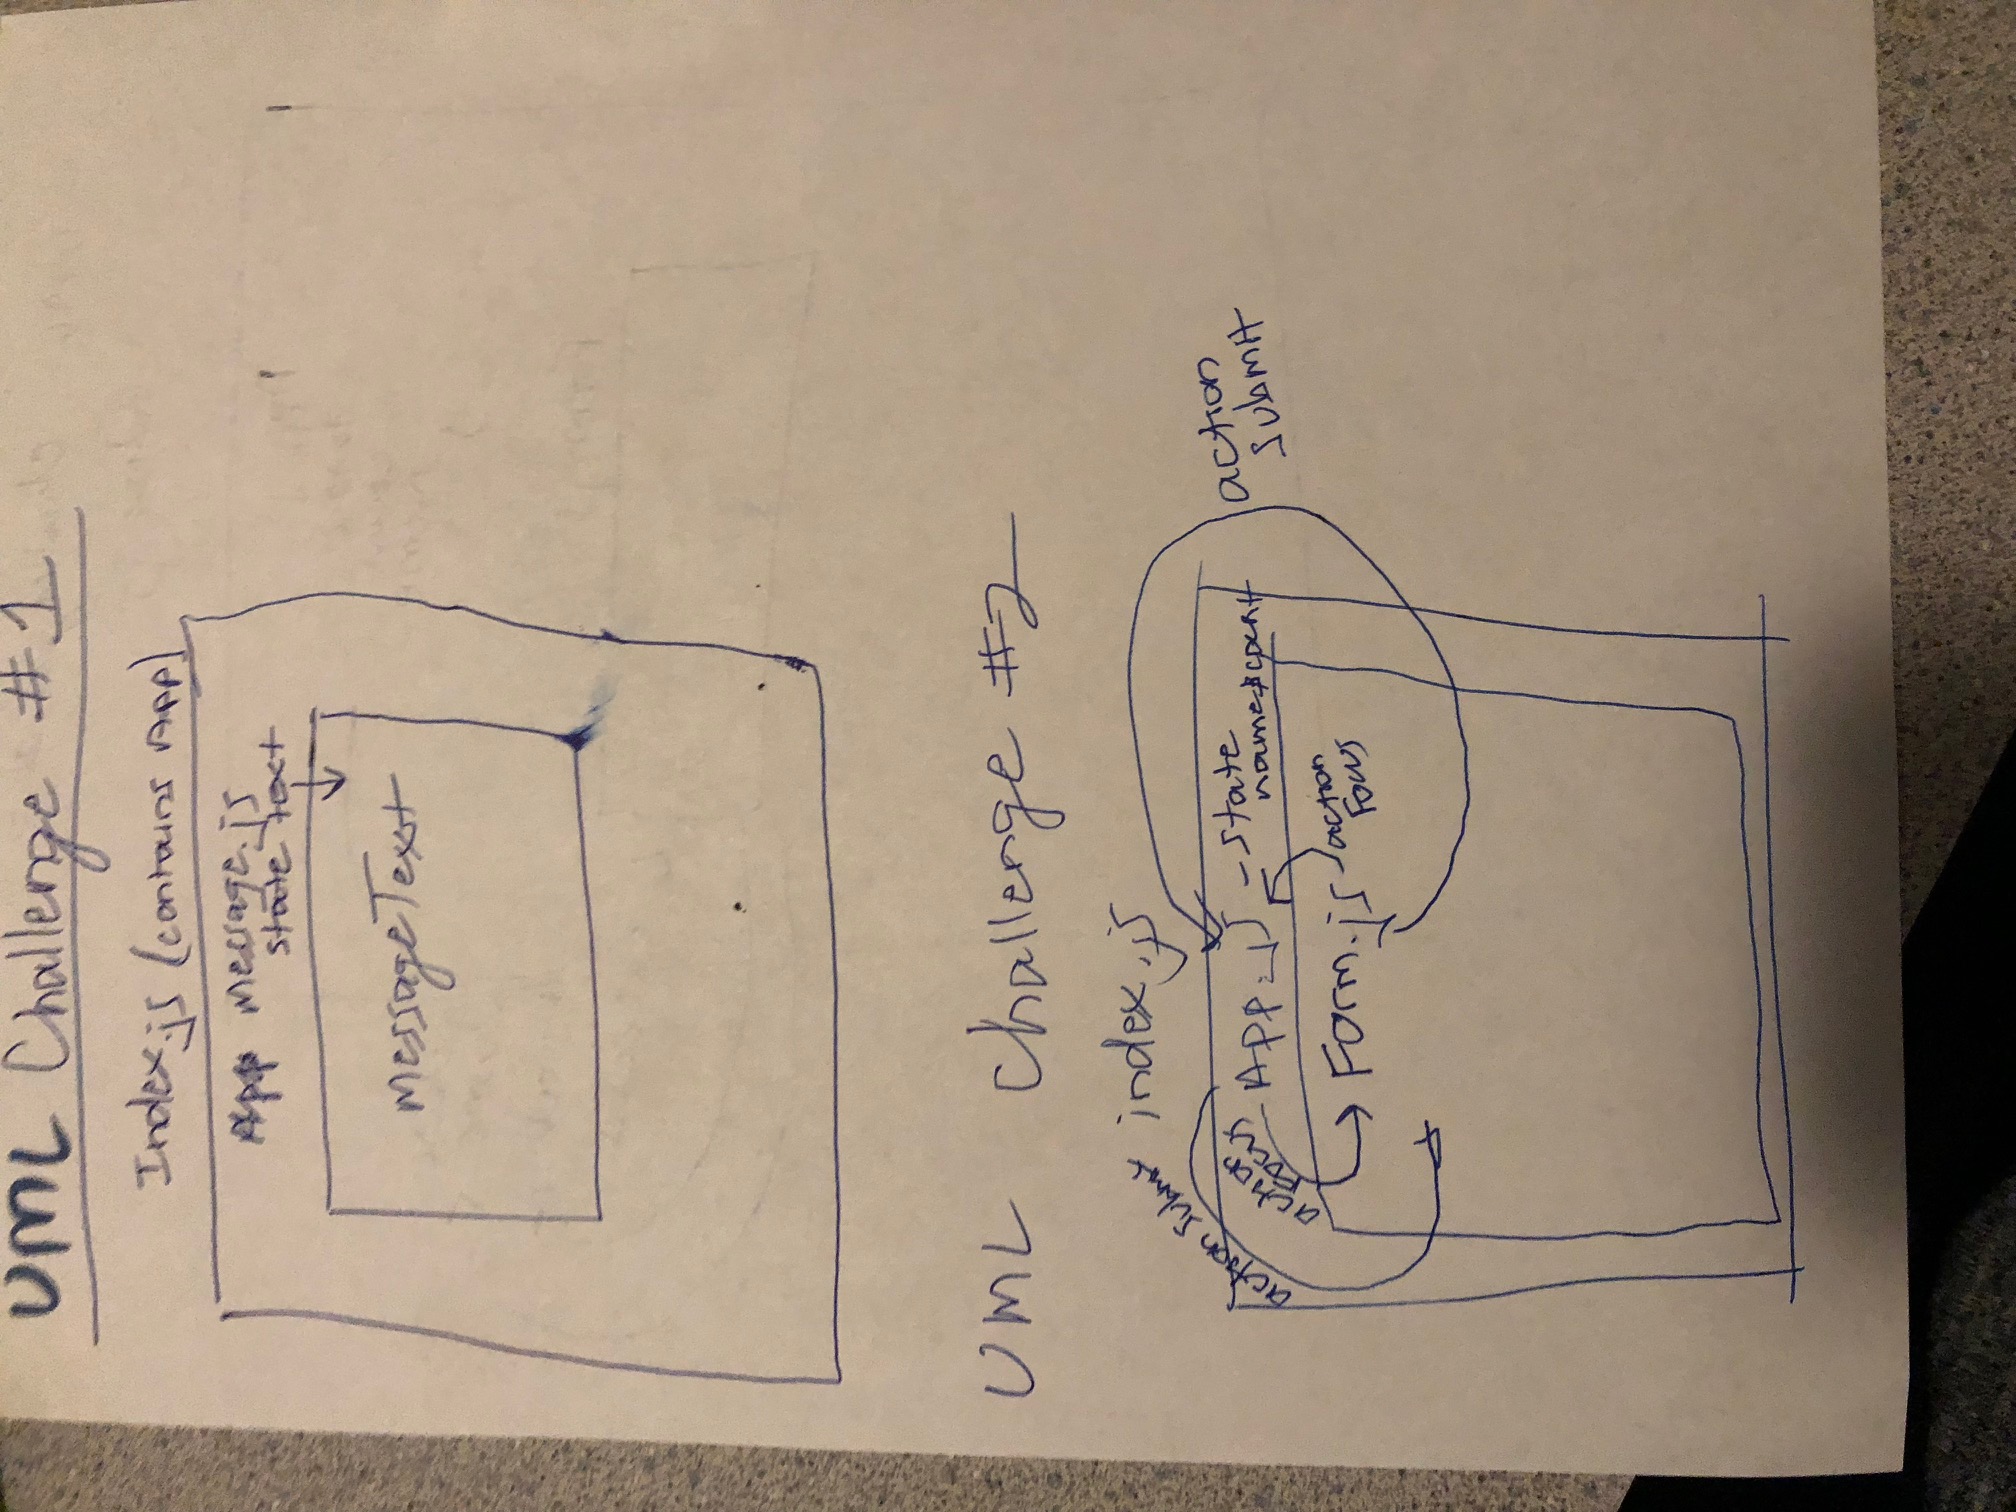 UML Challenge #1
Index.js (contains App)
App message.js
state text
messageText
UML Challenge #2
index.js
action submit
action
Focus
App.js - state
name & count
action
submit
Form.js
action
Focus